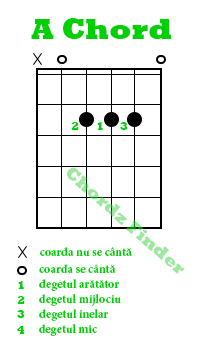 A Chord
X O O
2 1 3
Chordz Finder
X coarda nu se cântă
O coarda se cântă
1 degetul arătător
2 degetul mijlociu
3 degetul inelar
4 degetul mic